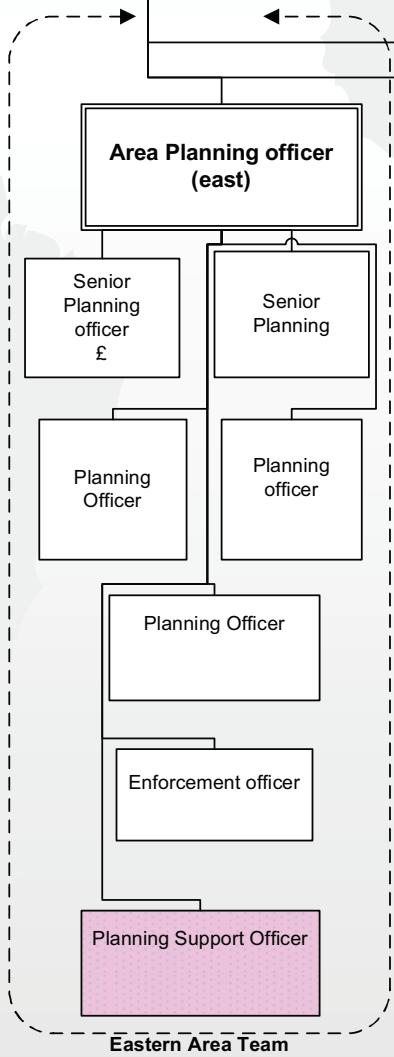 Area Planning officer
(east)
Senior
Planning
officer
£
Senior
Planning
Planning
Officer
Planning
officer
Planning Officer
Enforcement officer
Planning Support Officer
Eastern Area Team